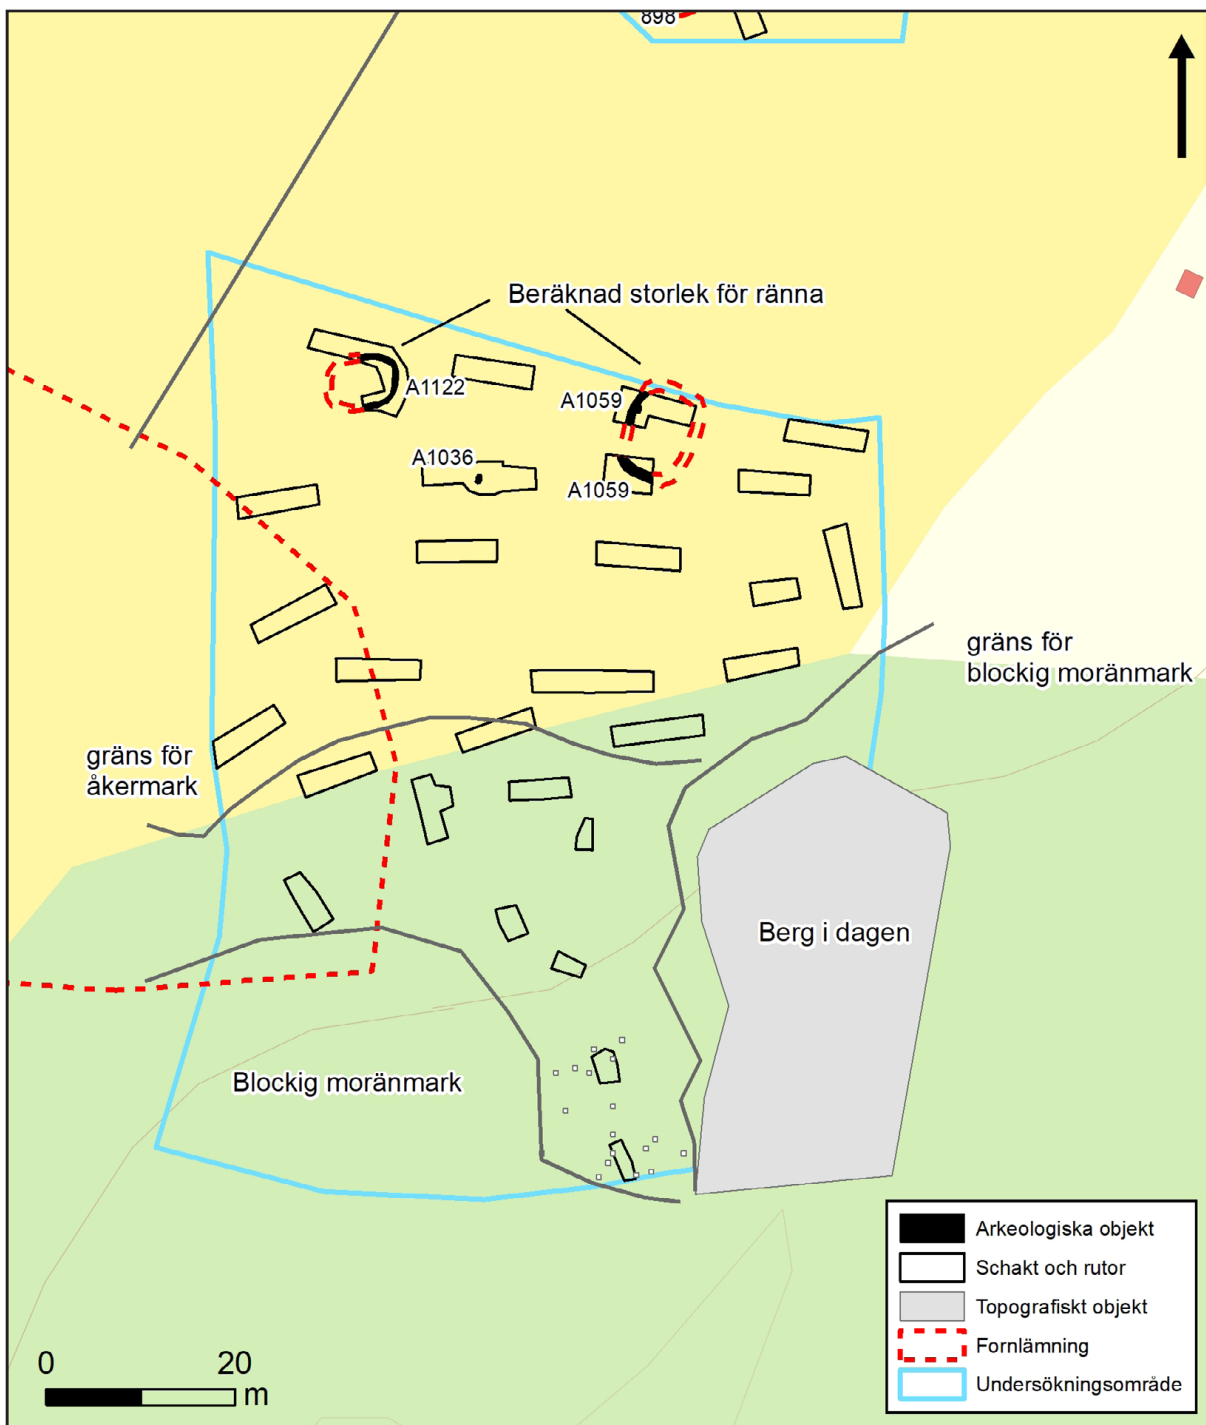 898
Beräknad storlek för ränna
A1122
A1059
A1036
A1059
gräns för
blockig moränmark
gräns för
åkermark
Berg i dagen
Blockig moränmark
Arkeologiska objekt
Schakt och rutor
Topografiskt objekt
Fornlämning
Undersökningsområde
0 20
m